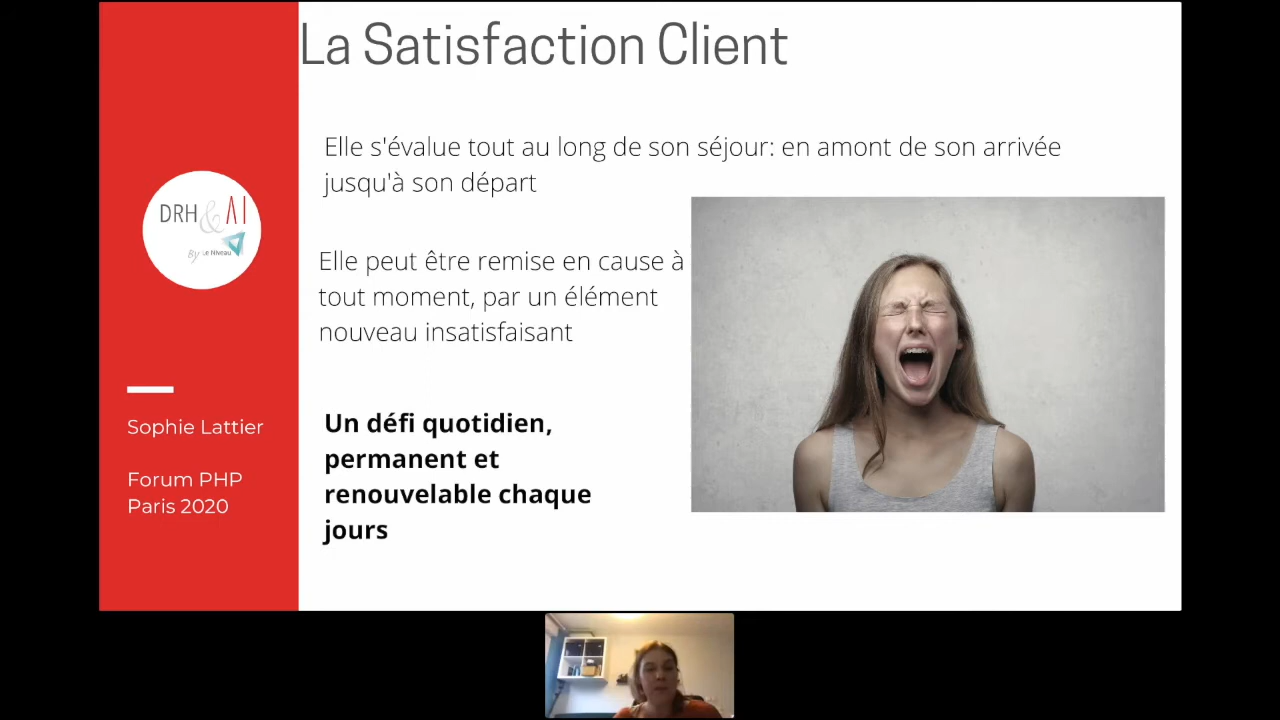 La Satisfaction Client
Elle s'évalue tout au long de son séjour: en amont de son arrivée
jusqu'à son départ
Elle peut être remise en cause à
tout moment, par un élément
nouveau insatisfaisant
Un défi quotidien,
permanent et
renouvelable chaque
jours
DRH & AI
By Le Niveau
Sophie Lattier
Forum PHP
Paris 2020